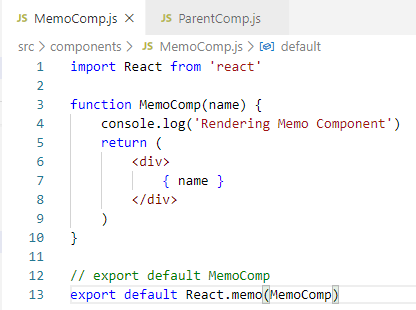 JS MemoComp.js × JS ParentComp.js
src > components > JS MemoComp.js > default
1 import React from 'react'
2
3 function MemoComp(name) {
4 console.log('Rendering Memo Component')
5 return (
6 <div>
7 { name }
8 </div>
9 )
10 }
11
12 // export default MemoComp
13 export default React.memo(MemoComp)